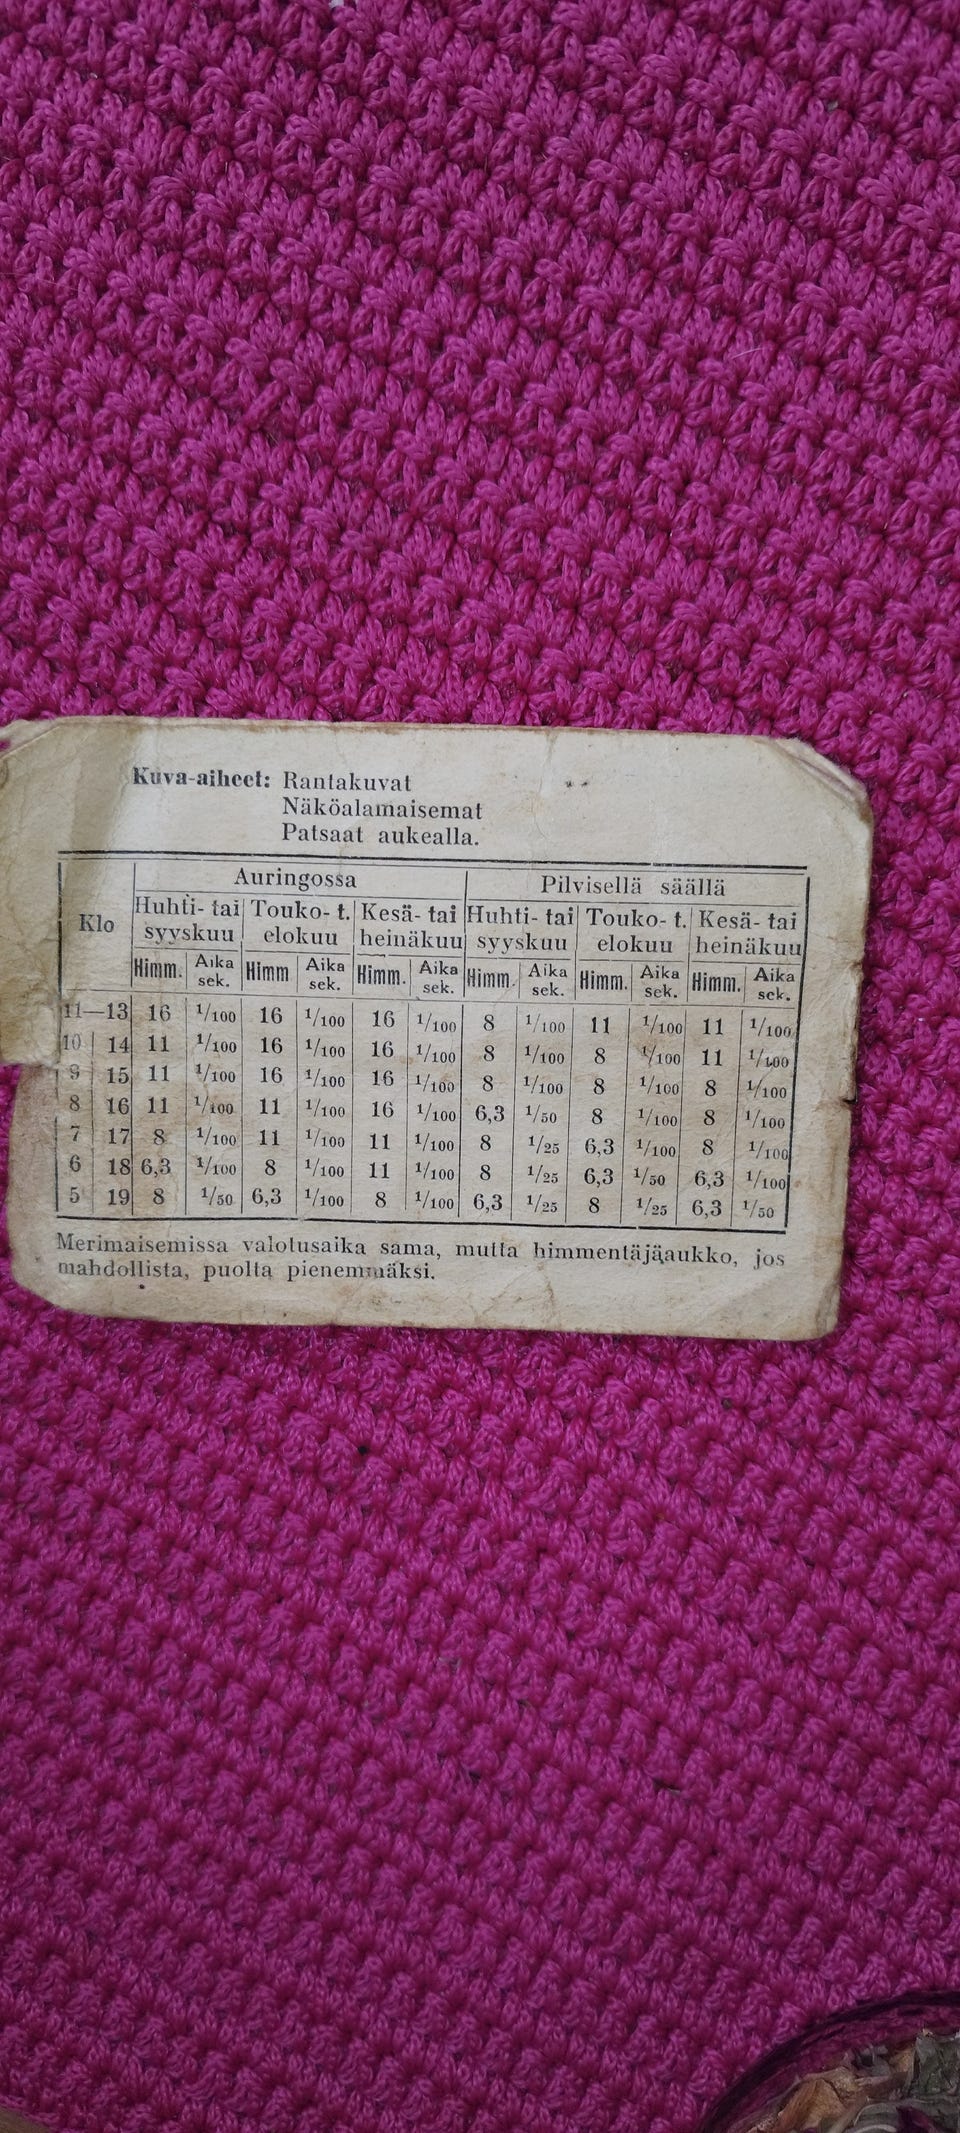 Kuva-aiheet: Rantakuvat
Näköalamaisemat
Patsaat aukealla.
Klo Auringossa Pilvisellä säällä
Huhti- tai syyskuu Touko- t. elokuu Kesä- tai heinäkuu Huhti- tai syyskuu Touko- t. elokuu Kesä- tai heinäkuu
Himm. Aika sek. Himm Aika sek. Himm. Aika sek. Himm. Aika sek. Himm. Aika sek. Himm. Aika sek.
11—13 16 1/100 16 1/100 16 1/100 8 1/100 11 1/100 11 1/100
10 14 11 1/100 16 1/100 16 1/100 8 1/100 8 1/100 11 1/100
9 15 11 1/100 16 1/100 16 1/100 8 1/100 8 1/100 8 1/100
8 16 11 1/100 11 1/100 16 1/100 6,3 1/50 8 1/100 8 1/100
7 17 8 1/100 11 1/100 11 1/100 8 1/25 6,3 1/100 8 1/100
6 18 6,3 1/100 8 1/100 11 1/100 8 1/25 6,3 1/50 6,3 1/100
5 19 8 1/50 6,3 1/100 8 1/100 6,3 1/25 8 1/25 6,3 1/50
Merimaisemissa valotusaika sama, mutta himmentäjäaukko, jos
mahdollista, puolta pienemmäksi.